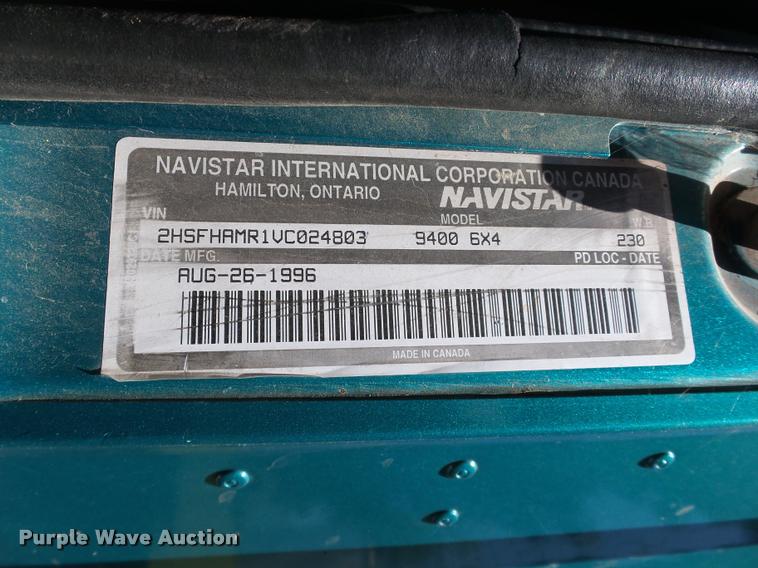 NAVISTAR INTERNATIONAL CORPORATION CANADA
HAMILTON, ONTARIO NAVISTAR
VIN MODEL W.B.
2HSFHAMR1VC024803 9400 6X4 230
DATE MFG. PD LOC - DATE
AUG-26-1996
MADE IN CANADA
Purple Wave Auction